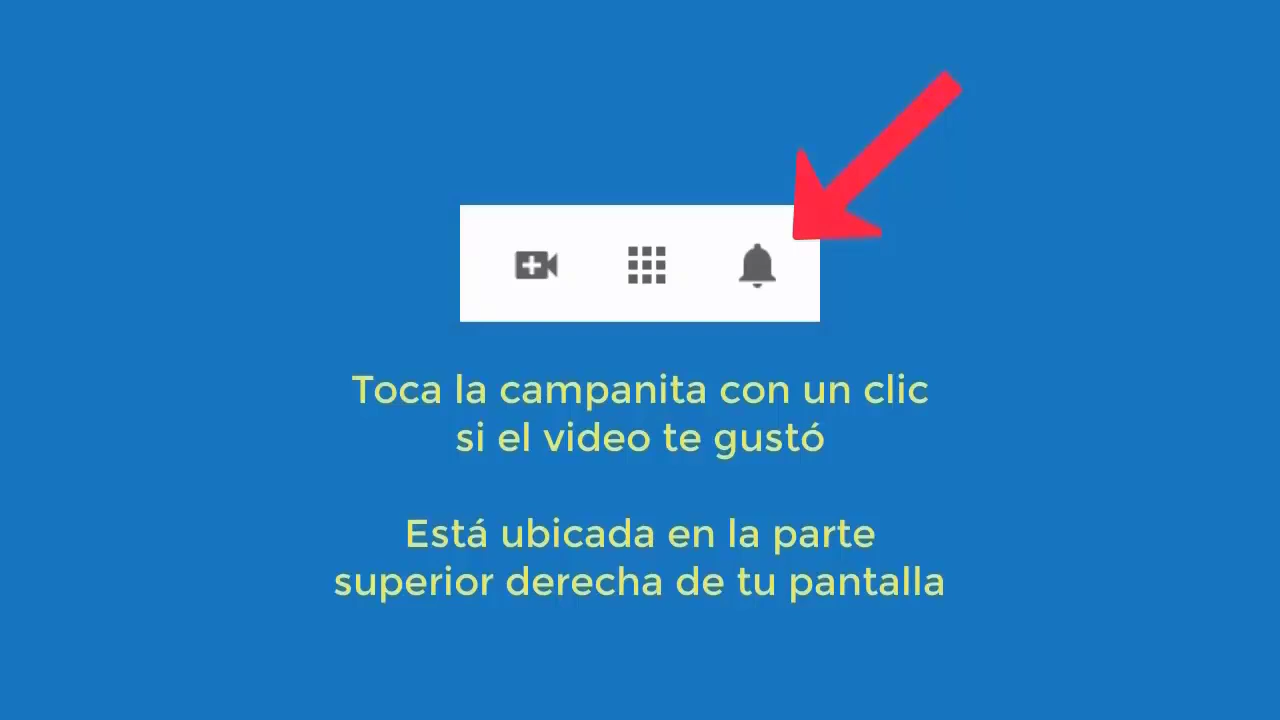 Toca la campanita con un clic
si el video te gustó
Está ubicada en la parte
superior derecha de tu pantalla